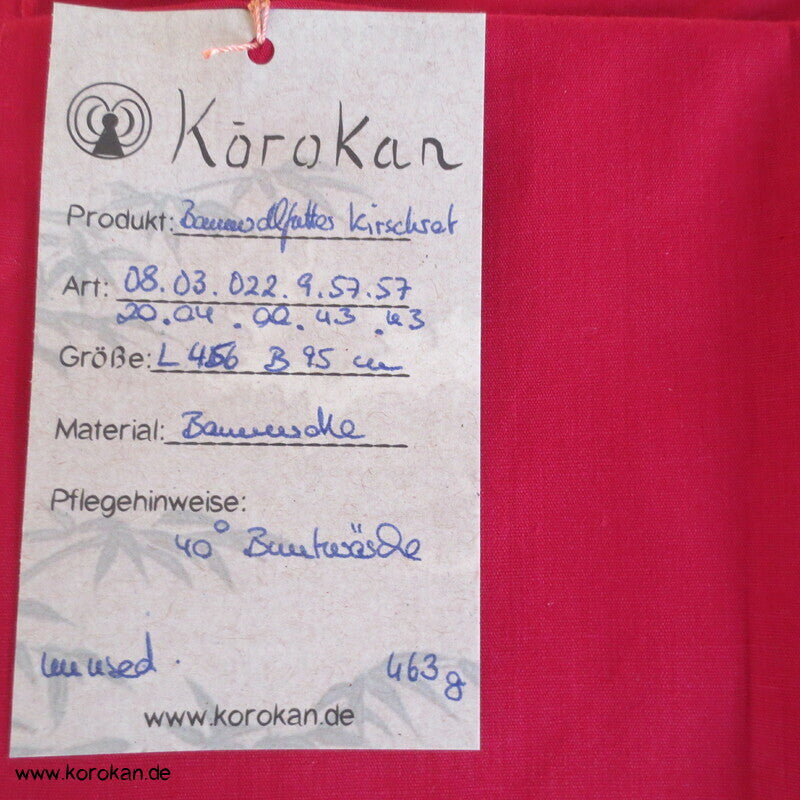 Kōrokan
Produkt: Baumwollfutter Kirschrot
Art: 08.03.022.9.57.57
20.04.00.43.43
Größe: L 456 B 95 cm
Material: Baumwolle
Pflegehinweise:
40° Buntwäsche
unused.
463g
www.korokan.de
www.korokan.de